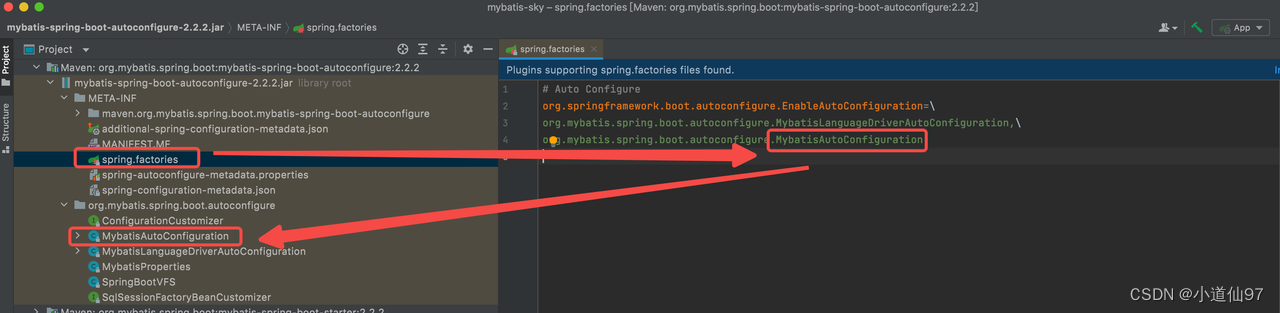 mybatis-sky – spring.factories [Maven: org.mybatis.spring.boot:mybatis-spring-boot-autoconfigure:2.2.2]
mybatis-spring-boot-autoconfigure-2.2.2.jar META-INF spring.factories
App
Project
Project
Structure
Maven: org.mybatis.spring.boot:mybatis-spring-boot-autoconfigure:2.2.2
mybatis-spring-boot-autoconfigure-2.2.2.jar library root
META-INF
maven.org.mybatis.spring.boot.mybatis-spring-boot-autoconfigure
additional-spring-configuration-metadata.json
MANIFEST.MF
spring.factories
spring-autoconfigure-metadata.properties
spring-configuration-metadata.json
org.mybatis.spring.boot.autoconfigure
ConfigurationCustomizer
MybatisAutoConfiguration
MybatisLanguageDriverAutoConfiguration
MybatisProperties
SpringBootVFS
SqlSessionFactoryBeanCustomizer
Maven: org.mybatis.spring.boot:mybatis-spring-boot-starter:2.2.2
spring.factories
Plugins supporting spring.factories files found.
In
1 # Auto Configure
2 org.springframework.boot.autoconfigure.EnableAutoConfiguration=\
3 org.mybatis.spring.boot.autoconfigure.MybatisLanguageDriverAutoConfiguration,\
4 org.mybatis.spring.boot.autoconfigure.MybatisAutoConfiguration
5
CSDN @小道仙97